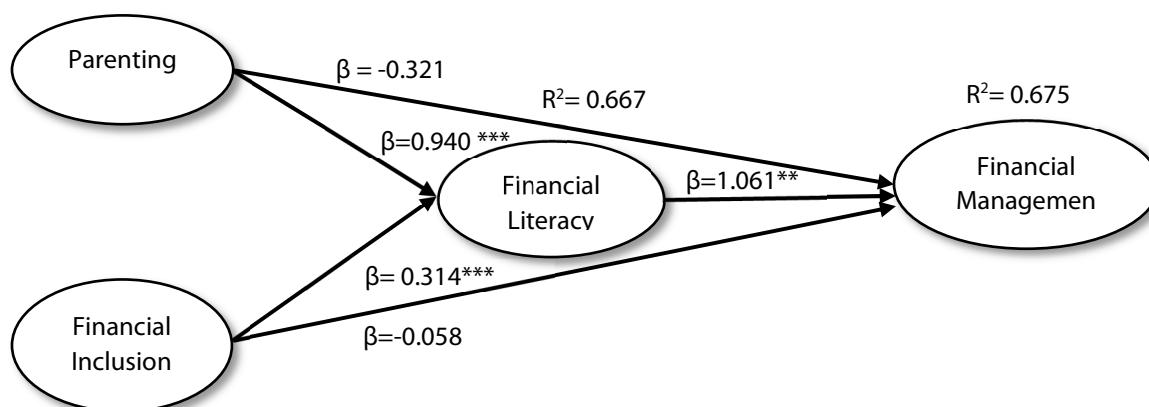 Parenting
β = -0.321
R²= 0.667
R²= 0.675
β=0.940 ***
Financial
Literacy
β=1.061**
Financial
Managemen
β= 0.314***
β=-0.058
Financial
Inclusion